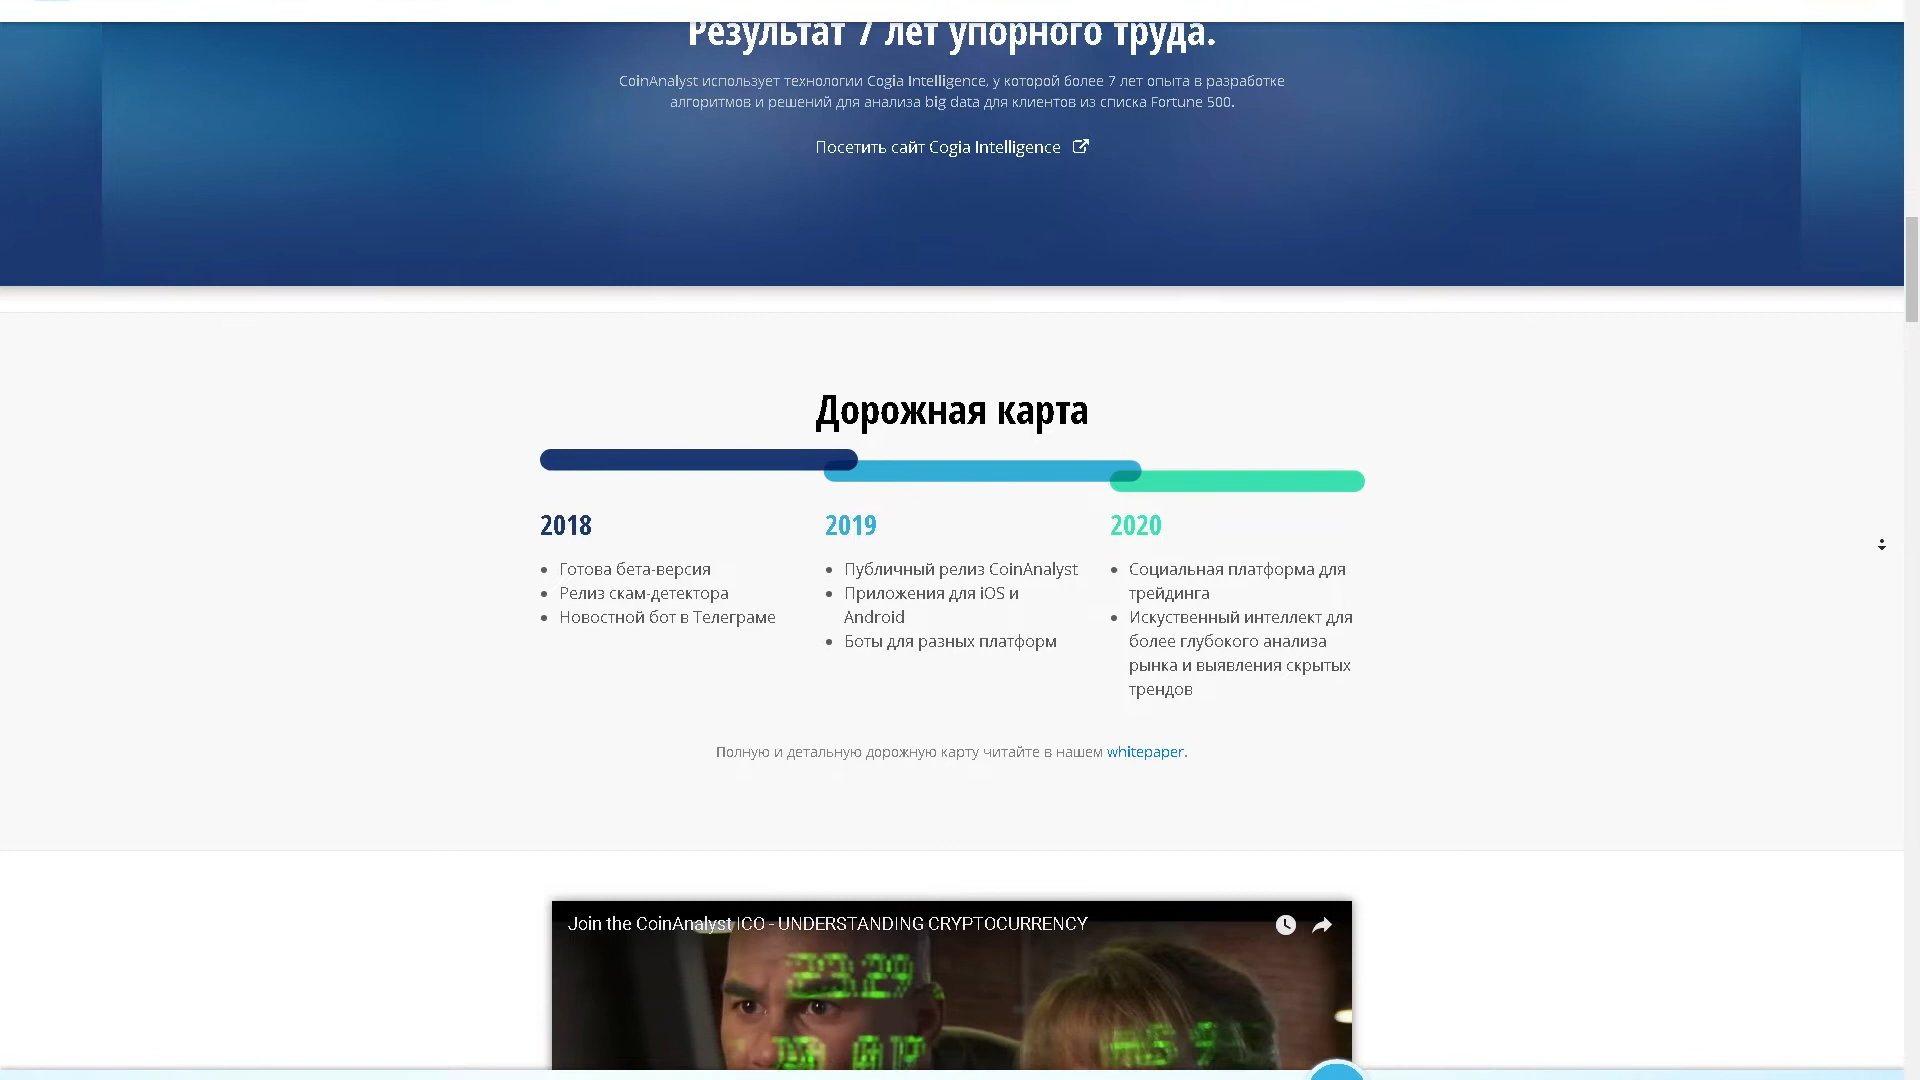 Результат 7 лет упорного труда.
CoinAnalyst использует технологии Cogia Intelligence, у которой более 7 лет опыта в разработке
алгоритмов и решений для анализа big data для клиентов из списка Fortune 500.
Посетить сайт Cogia Intelligence
Дорожная карта
2018
Готова бета-версия
Релиз скам-детектора
Новостной бот в Телеграме
2019
Публичный релиз CoinAnalyst
Приложения для iOS и
Android
Боты для разных платформ
2020
Социальная платформа для
трейдинга
Искуственный интеллект для
более глубокого анализа
рынка и выявления скрытых
трендов
Полную и детальную дорожную карту читайте в нашем whitepaper.
Join the CoinAnalyst ICO - UNDERSTANDING CRYPTOCURRENCY
23.29